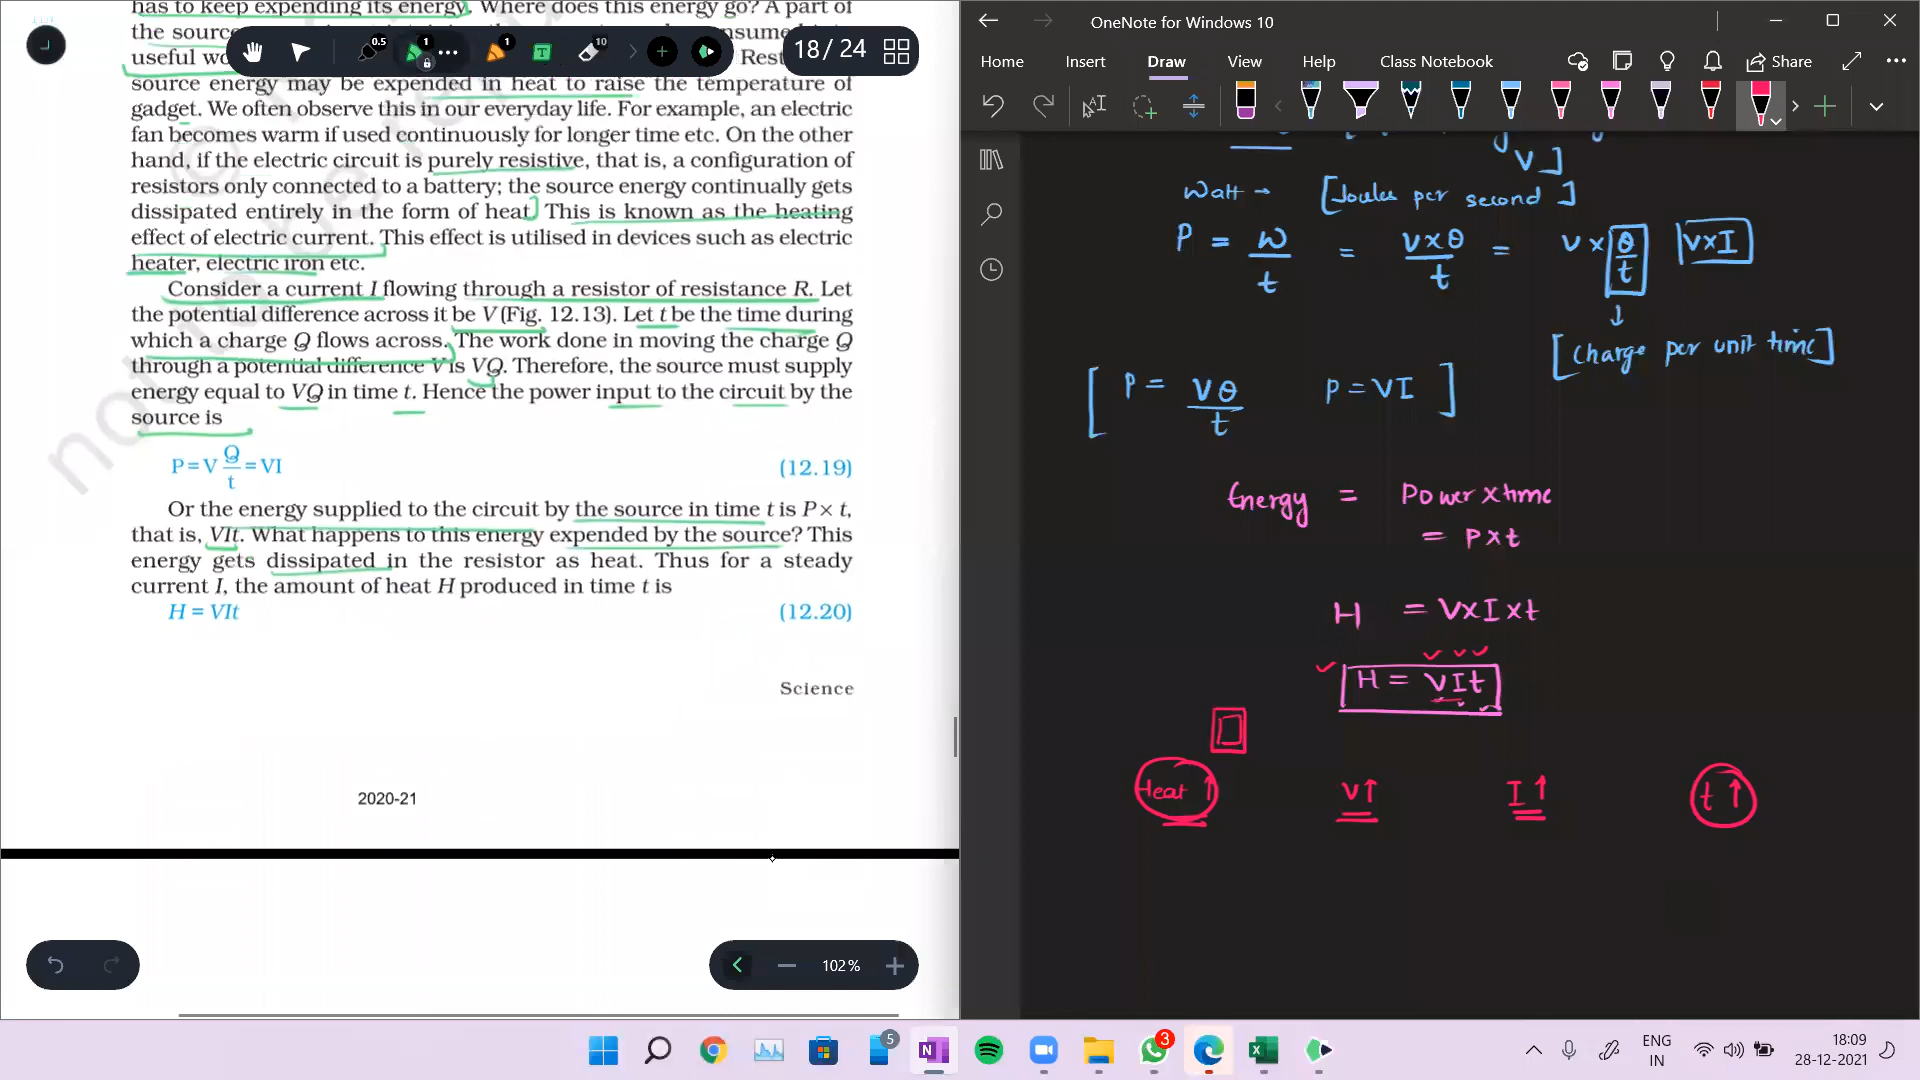 has to keep expending its energy. Where does this energy go? A part of
the source
useful wo
source energy may be expended in heat to raise the temperature of
gadget. We often observe this in our everyday life. For example, an electric
fan becomes warm if used continuously for longer time etc. On the other
hand, if the electric circuit is purely resistive, that is, a configuration of
resistors only connected to a battery; the source energy continually gets
dissipated entirely in the form of heat. This is known as the heating
effect of electric current. This effect is utilised in devices such as electric
heater, electric iron etc.
Consider a current I flowing through a resistor of resistance R. Let
the potential difference across it be V (Fig. 12.13). Let t be the time during
which a charge Q flows across. The work done in moving the charge Q
through a potential difference V is VQ. Therefore, the source must supply
energy equal to VQ in time t. Hence the power input to the circuit by the
source is
P = V Q/t = VI (12.19)
Or the energy supplied to the circuit by the source in time t is P × t,
that is, VIt. What happens to this energy expended by the source? This
energy gets dissipated in the resistor as heat. Thus for a steady
current I, the amount of heat H produced in time t is
H = VIt (12.20)
Science
2020-21
not
0.5
1
1
10
18 / 24
102%
OneNote for Windows 10
Home Insert Draw View Help Class Notebook Share
V]
Watt → [Joules per second]
P = W/t = V×θ/t = V×θ/t V×I
[Charge per unit time]
[P = Vθ/t P = VI]
Energy = Power × time
= P×t
H = V×I×t
H = VIt
Heat ↑ V↑ I↑ t↑
5
3
ENG
IN
18:09
28-12-2021